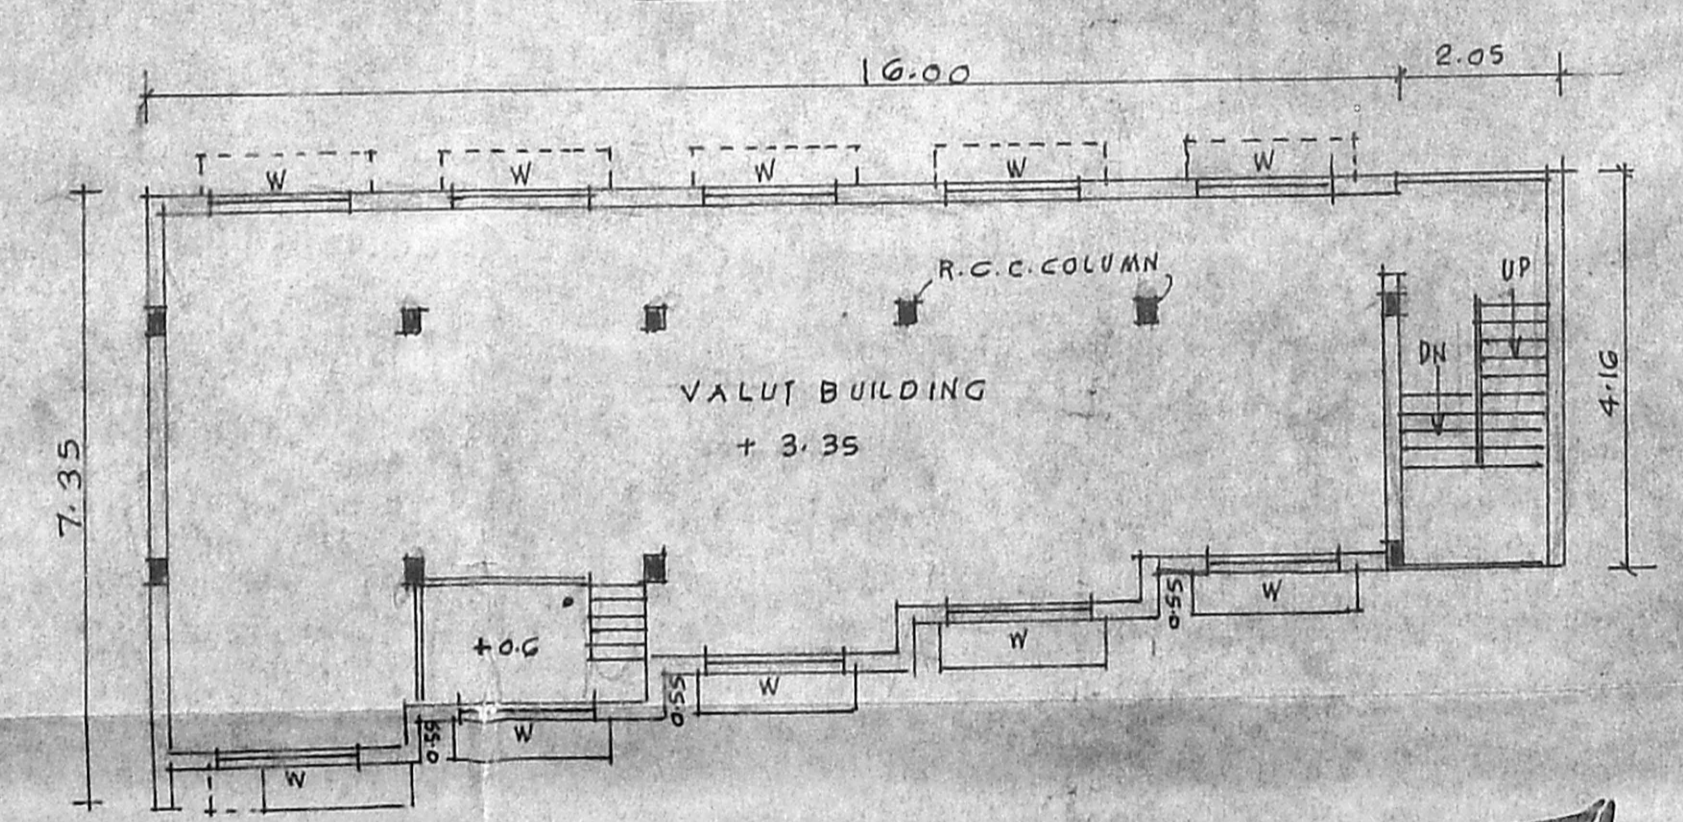 16.00
2.05
W
W
W
W
W
R.C.C. COLUMN
UP
DN
VALUT BUILDING
+ 3.35
7.35
4.16
+0.6
0.55
W
W
0.55
W
0.55
W
W